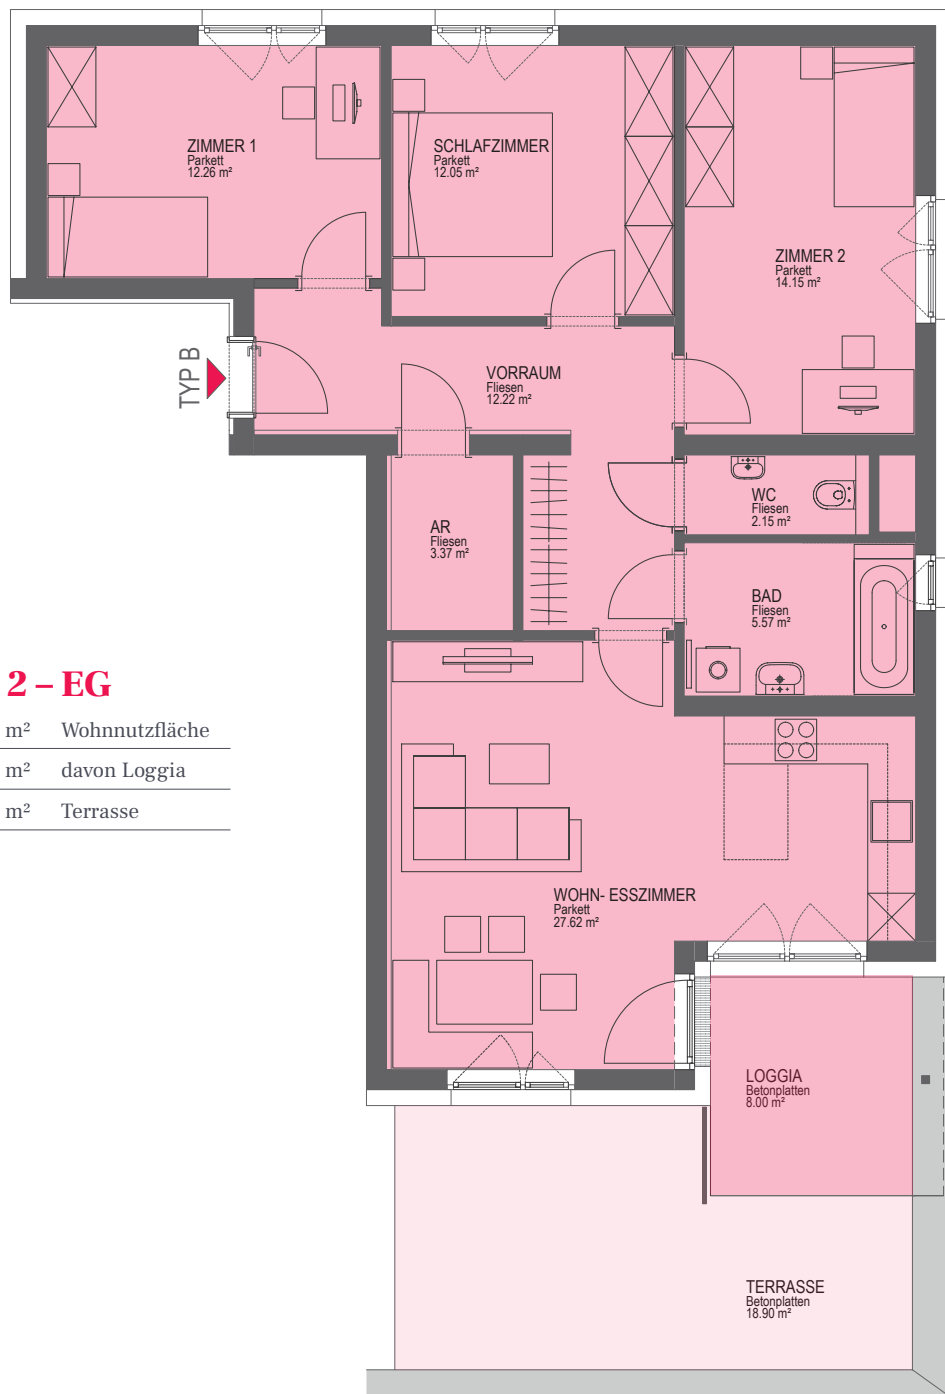 ZIMMER 1
Parkett
12.26 m²
SCHLAFZIMMER
Parkett
12.05 m²
ZIMMER 2
Parkett
14.15 m²
TYP B
VORRAUM
Fliesen
12.22 m²
AR
Fliesen
3.37 m²
WC
Fliesen
2.15 m²
BAD
Fliesen
5.57 m²
2 – EG
m² Wohnnutzfläche
m² davon Loggia
m² Terrasse
WOHN- ESSZIMMER
Parkett
27.62 m²
LOGGIA
Betonplatten
8.00 m²
TERRASSE
Betonplatten
18.90 m²